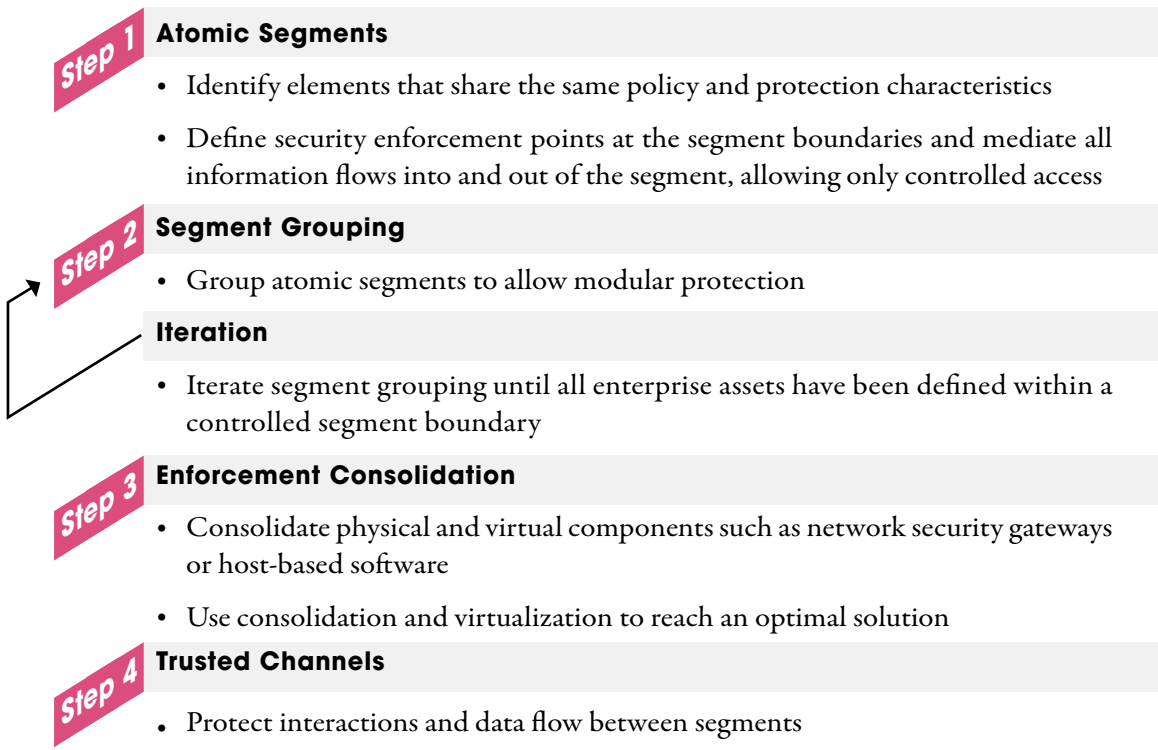 Step 1
Atomic Segments
• Identify elements that share the same policy and protection characteristics
• Define security enforcement points at the segment boundaries and mediate all
information flows into and out of the segment, allowing only controlled access
Step 2
Segment Grouping
• Group atomic segments to allow modular protection
Iteration
• Iterate segment grouping until all enterprise assets have been defined within a
controlled segment boundary
Step 3
Enforcement Consolidation
• Consolidate physical and virtual components such as network security gateways
or host-based software
• Use consolidation and virtualization to reach an optimal solution
Step 4
Trusted Channels
• Protect interactions and data flow between segments